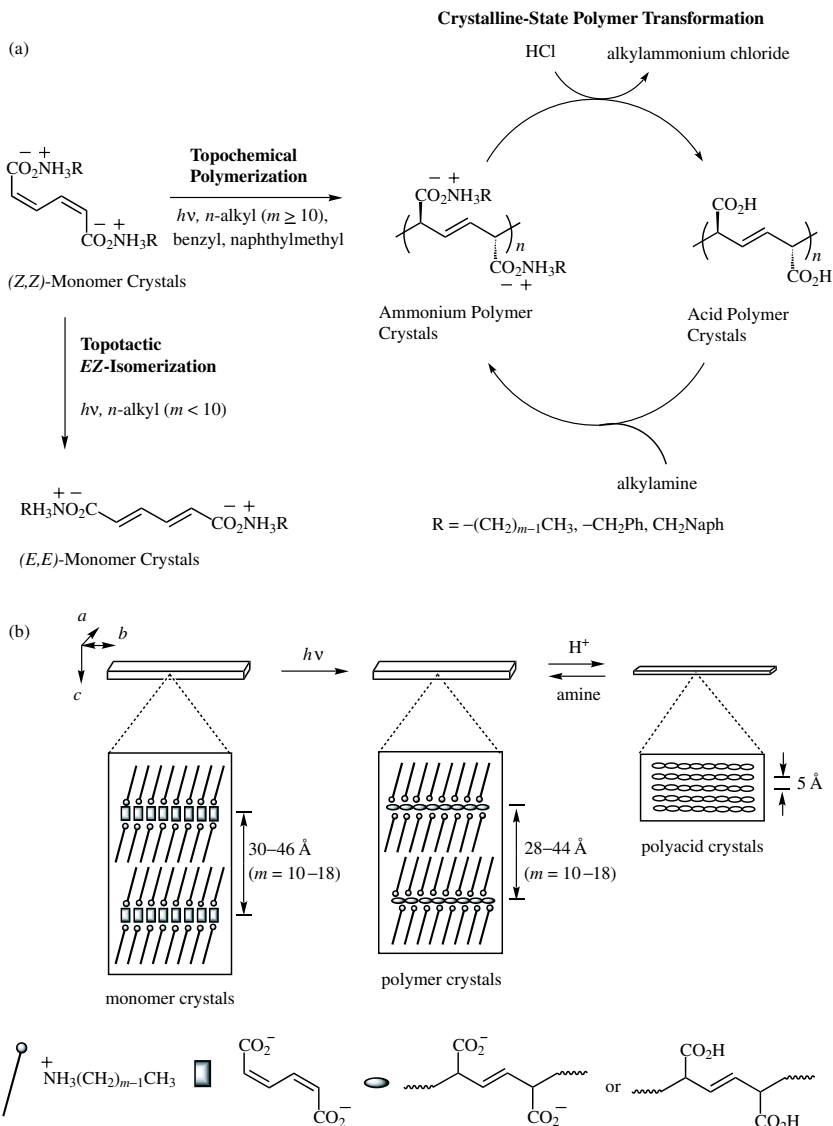 Crystalline-State Polymer Transformation
(a)
HCl
alkylammonium chloride
− +
CO₂NH₃R
− +
CO₂NH₃R
(Z,Z)-Monomer Crystals
Topochemical
Polymerization
hν, n-alkyl (m ≥ 10),
benzyl, naphthylmethyl
− +
CO₂NH₃R
n
CO₂NH₃R
− +
Ammonium Polymer
Crystals
CO₂H
n
CO₂H
Acid Polymer
Crystals
Topotactic
EZ-Isomerization
hν, n-alkyl (m < 10)
alkylamine
+ −
RH₃NO₂C
− +
CO₂NH₃R
(E,E)-Monomer Crystals
R = −(CH₂)ₘ₋₁CH₃, −CH₂Ph, CH₂Naph
(b)
a
b
c
hν
H⁺
amine
30–46 Å
(m = 10–18)
monomer crystals
28–44 Å
(m = 10–18)
polymer crystals
5 Å
polyacid crystals
+
NH₃(CH₂)ₘ₋₁CH₃
CO₂⁻
CO₂⁻
CO₂⁻
CO₂⁻
or
CO₂H
CO₂H